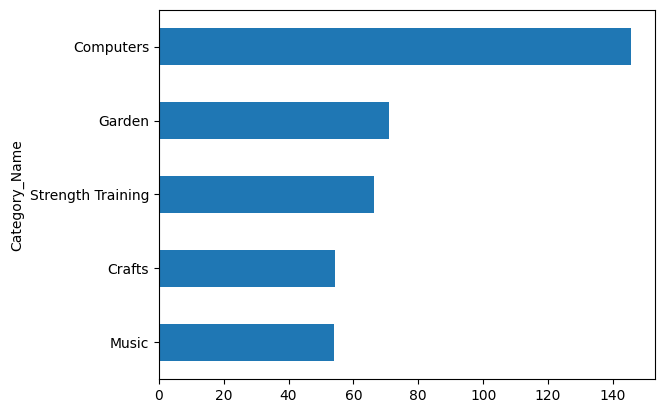 Category_Name
Computers
Garden
Strength Training
Crafts
Music
0 20 40 60 80 100 120 140